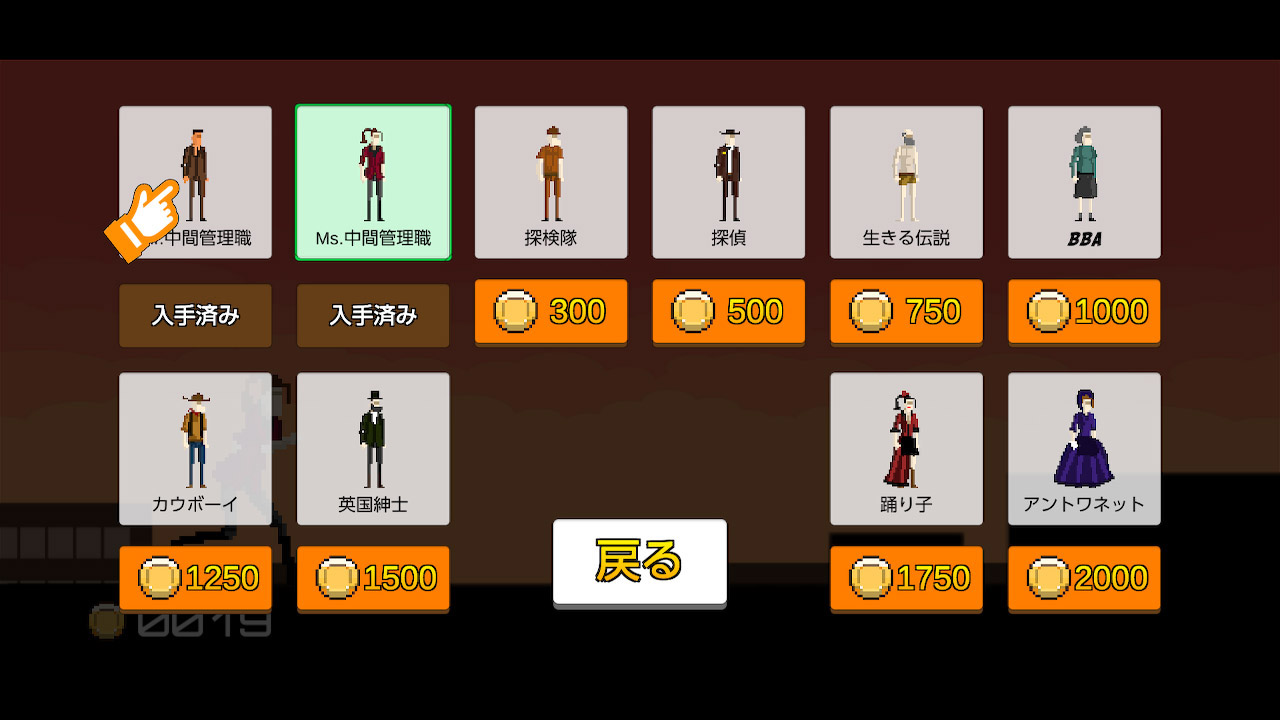 .中間管理職
Ms.中間管理職
探検隊
探偵
生きる伝説
BBA
入手済み
入手済み
300
500
750
1000
カウボーイ
英国紳士
踊り子
アントワネット
戻る
1250
1500
1750
2000
0019